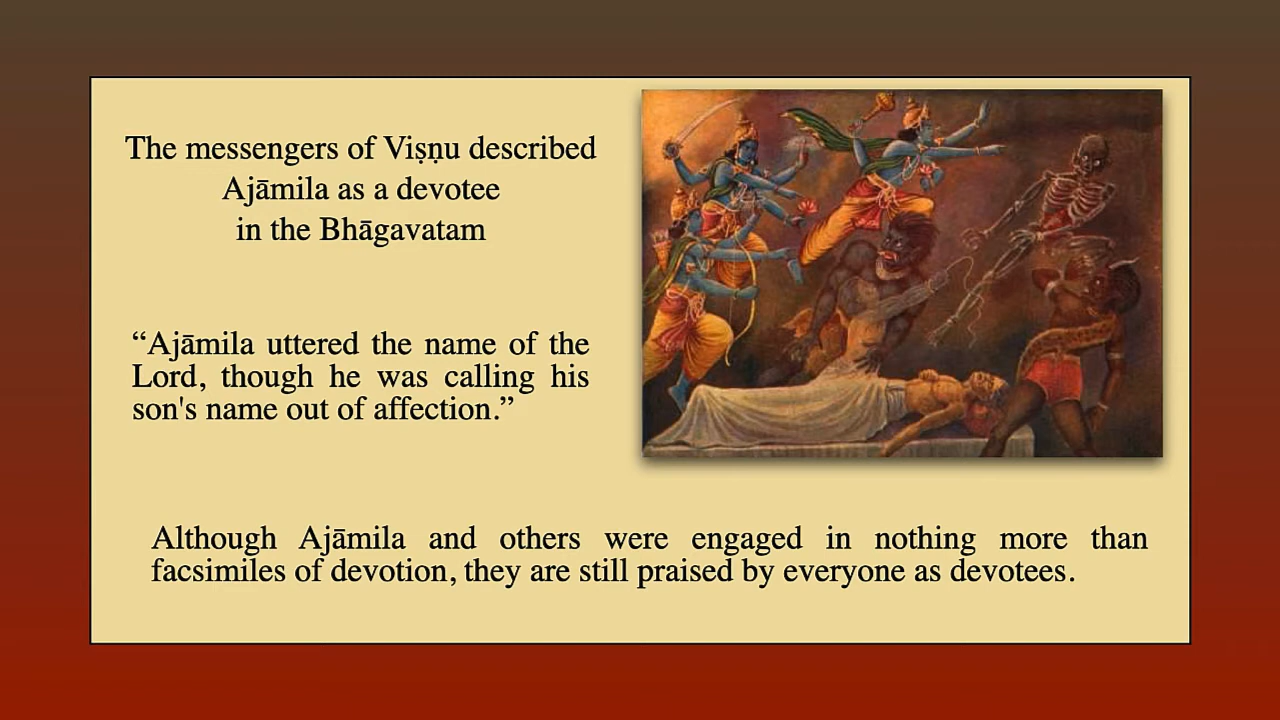 The messengers of Viṣṇu described
Ajāmila as a devotee
in the Bhāgavatam
“Ajāmila uttered the name of the
Lord, though he was calling his
son's name out of affection.”
Although Ajāmila and others were engaged in nothing more than
facsimiles of devotion, they are still praised by everyone as devotees.